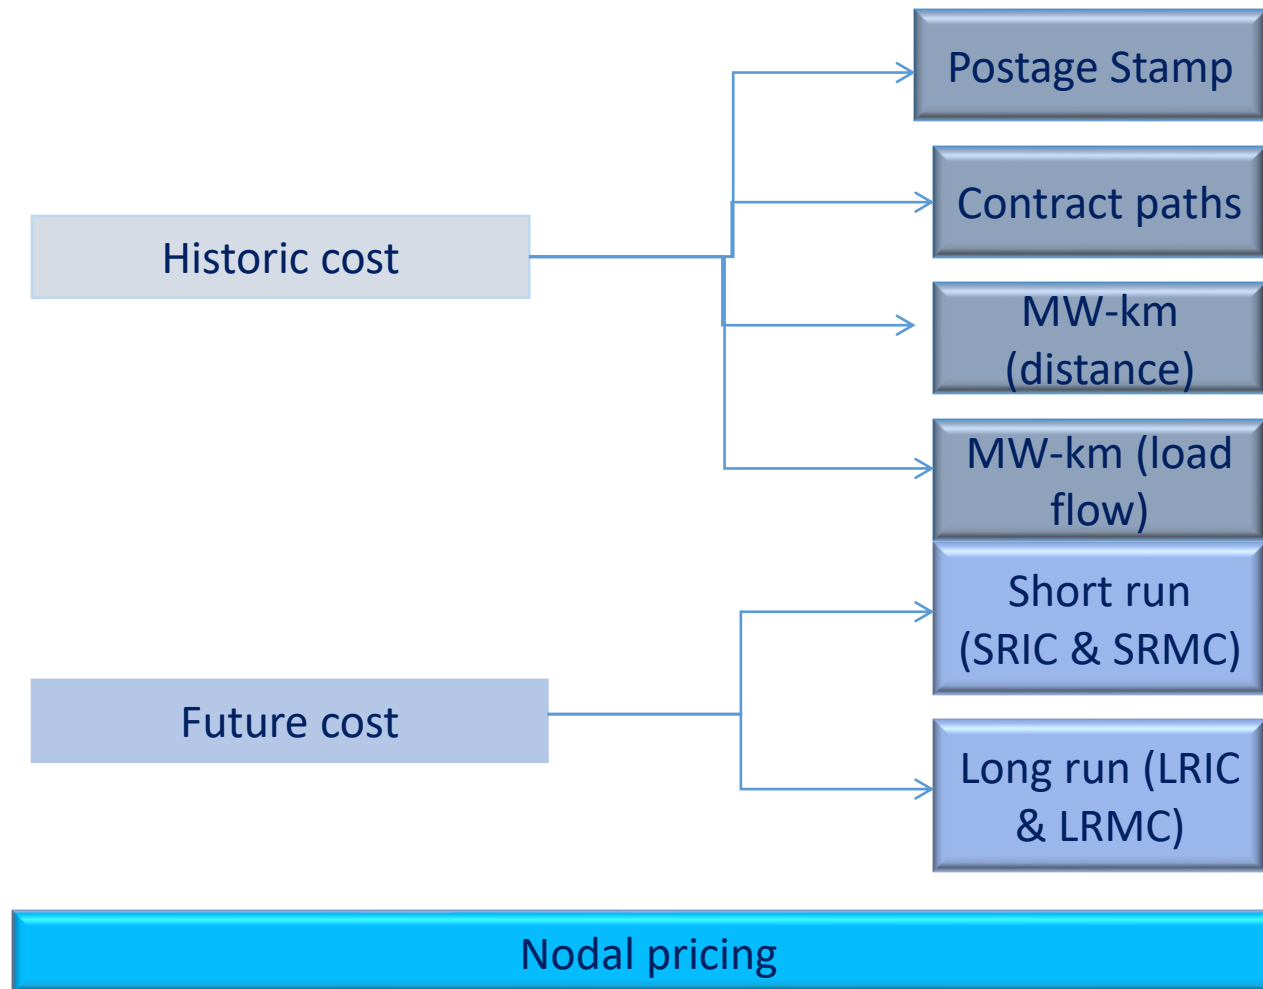 Postage Stamp
Contract paths
Historic cost
MW-km
(distance)
MW-km (load
flow)
Short run
(SRIC & SRMC)
Future cost
Long run (LRIC
& LRMC)
Nodal pricing